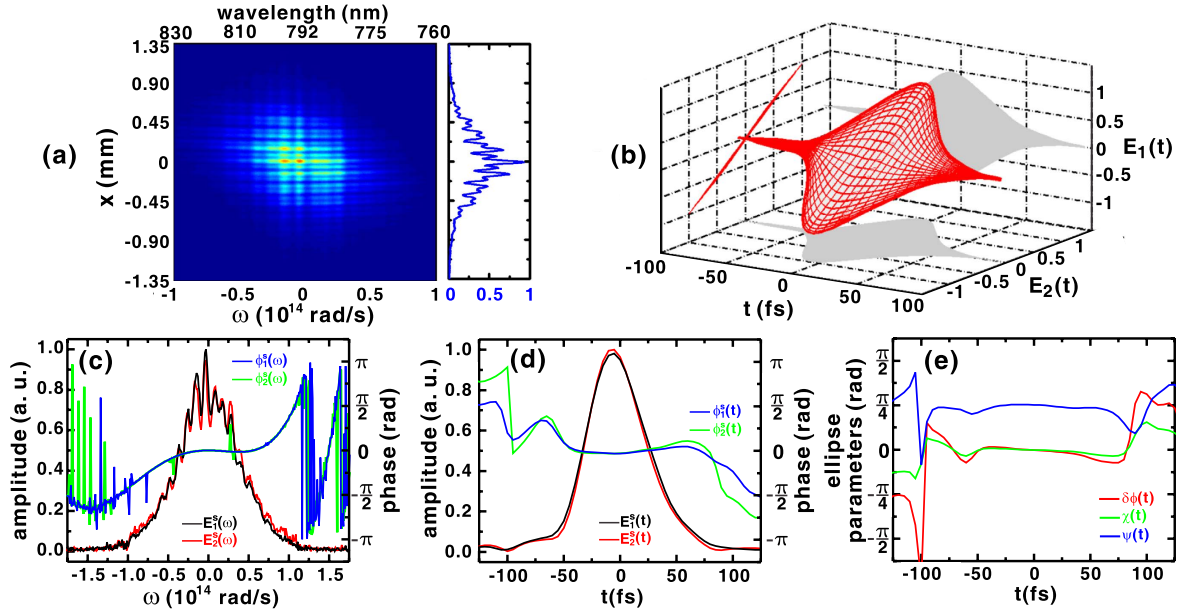 wavelength (nm)
830 810 792 775 760
(a)
x (mm)
1.35
0.90
0.45
0
-0.45
-0.90
-1.35
-1 -0.5 0 0.5 1
ω (10¹⁴ rad/s)
0 0.5 1
(b)
1
0.5
0
-0.5
-1
E₁(t)
-100 -50 0 50 100
t (fs)
-1 -0.5 0 0.5 1
E₂(t)
(c)
amplitude (a. u.)
1.0
0.8
0.6
0.4
0.2
0.0
-1.5 -1.0 -0.5 0.0 0.5 1.0 1.5
ω (10¹⁴ rad/s)
π
π/2
0
-π/2
-π
phase (rad)
ϕ₁ˢ(ω)
ϕ₂ˢ(ω)
E₁ˢ(ω)
E₂ˢ(ω)
(d)
amplitude (a. u.)
1.0
0.8
0.6
0.4
0.2
0.0
-100 -50 0 50 100
t(fs)
π
π/2
0
-π/2
-π
phase (rad)
ϕ₁ˢ(t)
ϕ₂ˢ(t)
E₁ˢ(t)
E₂ˢ(t)
(e)
ellipse
parameters (rad)
π/2
π/4
0
-π/4
-π/2
-100 -50 0 50 100
t(fs)
δϕ(t)
χ(t)
ψ(t)